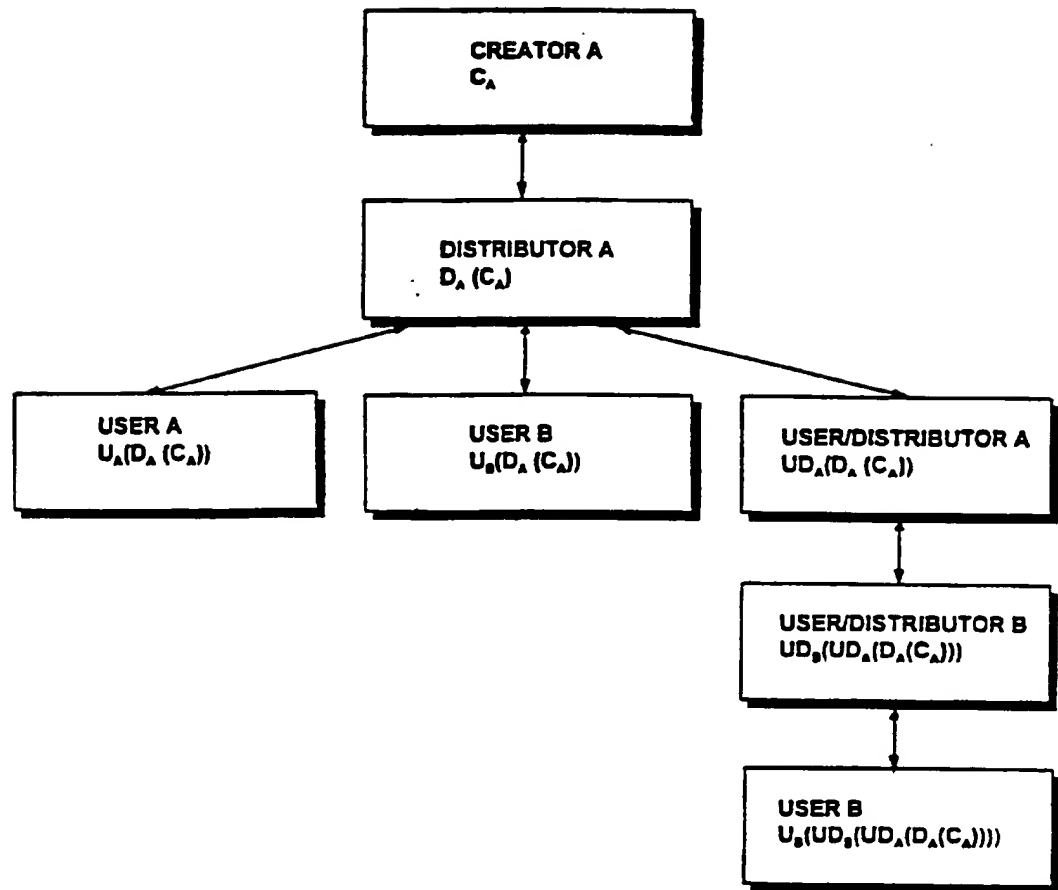 CREATOR A
C_A
DISTRIBUTOR A
D_A (C_A)
USER A
U_A(D_A (C_A))
USER B
U_B(D_A (C_A))
USER/DISTRIBUTOR A
UD_A(D_A (C_A))
USER/DISTRIBUTOR B
UD_B(UD_A(D_A(C_A)))
USER B
U_B(UD_B(UD_A(D_A(C_A))))